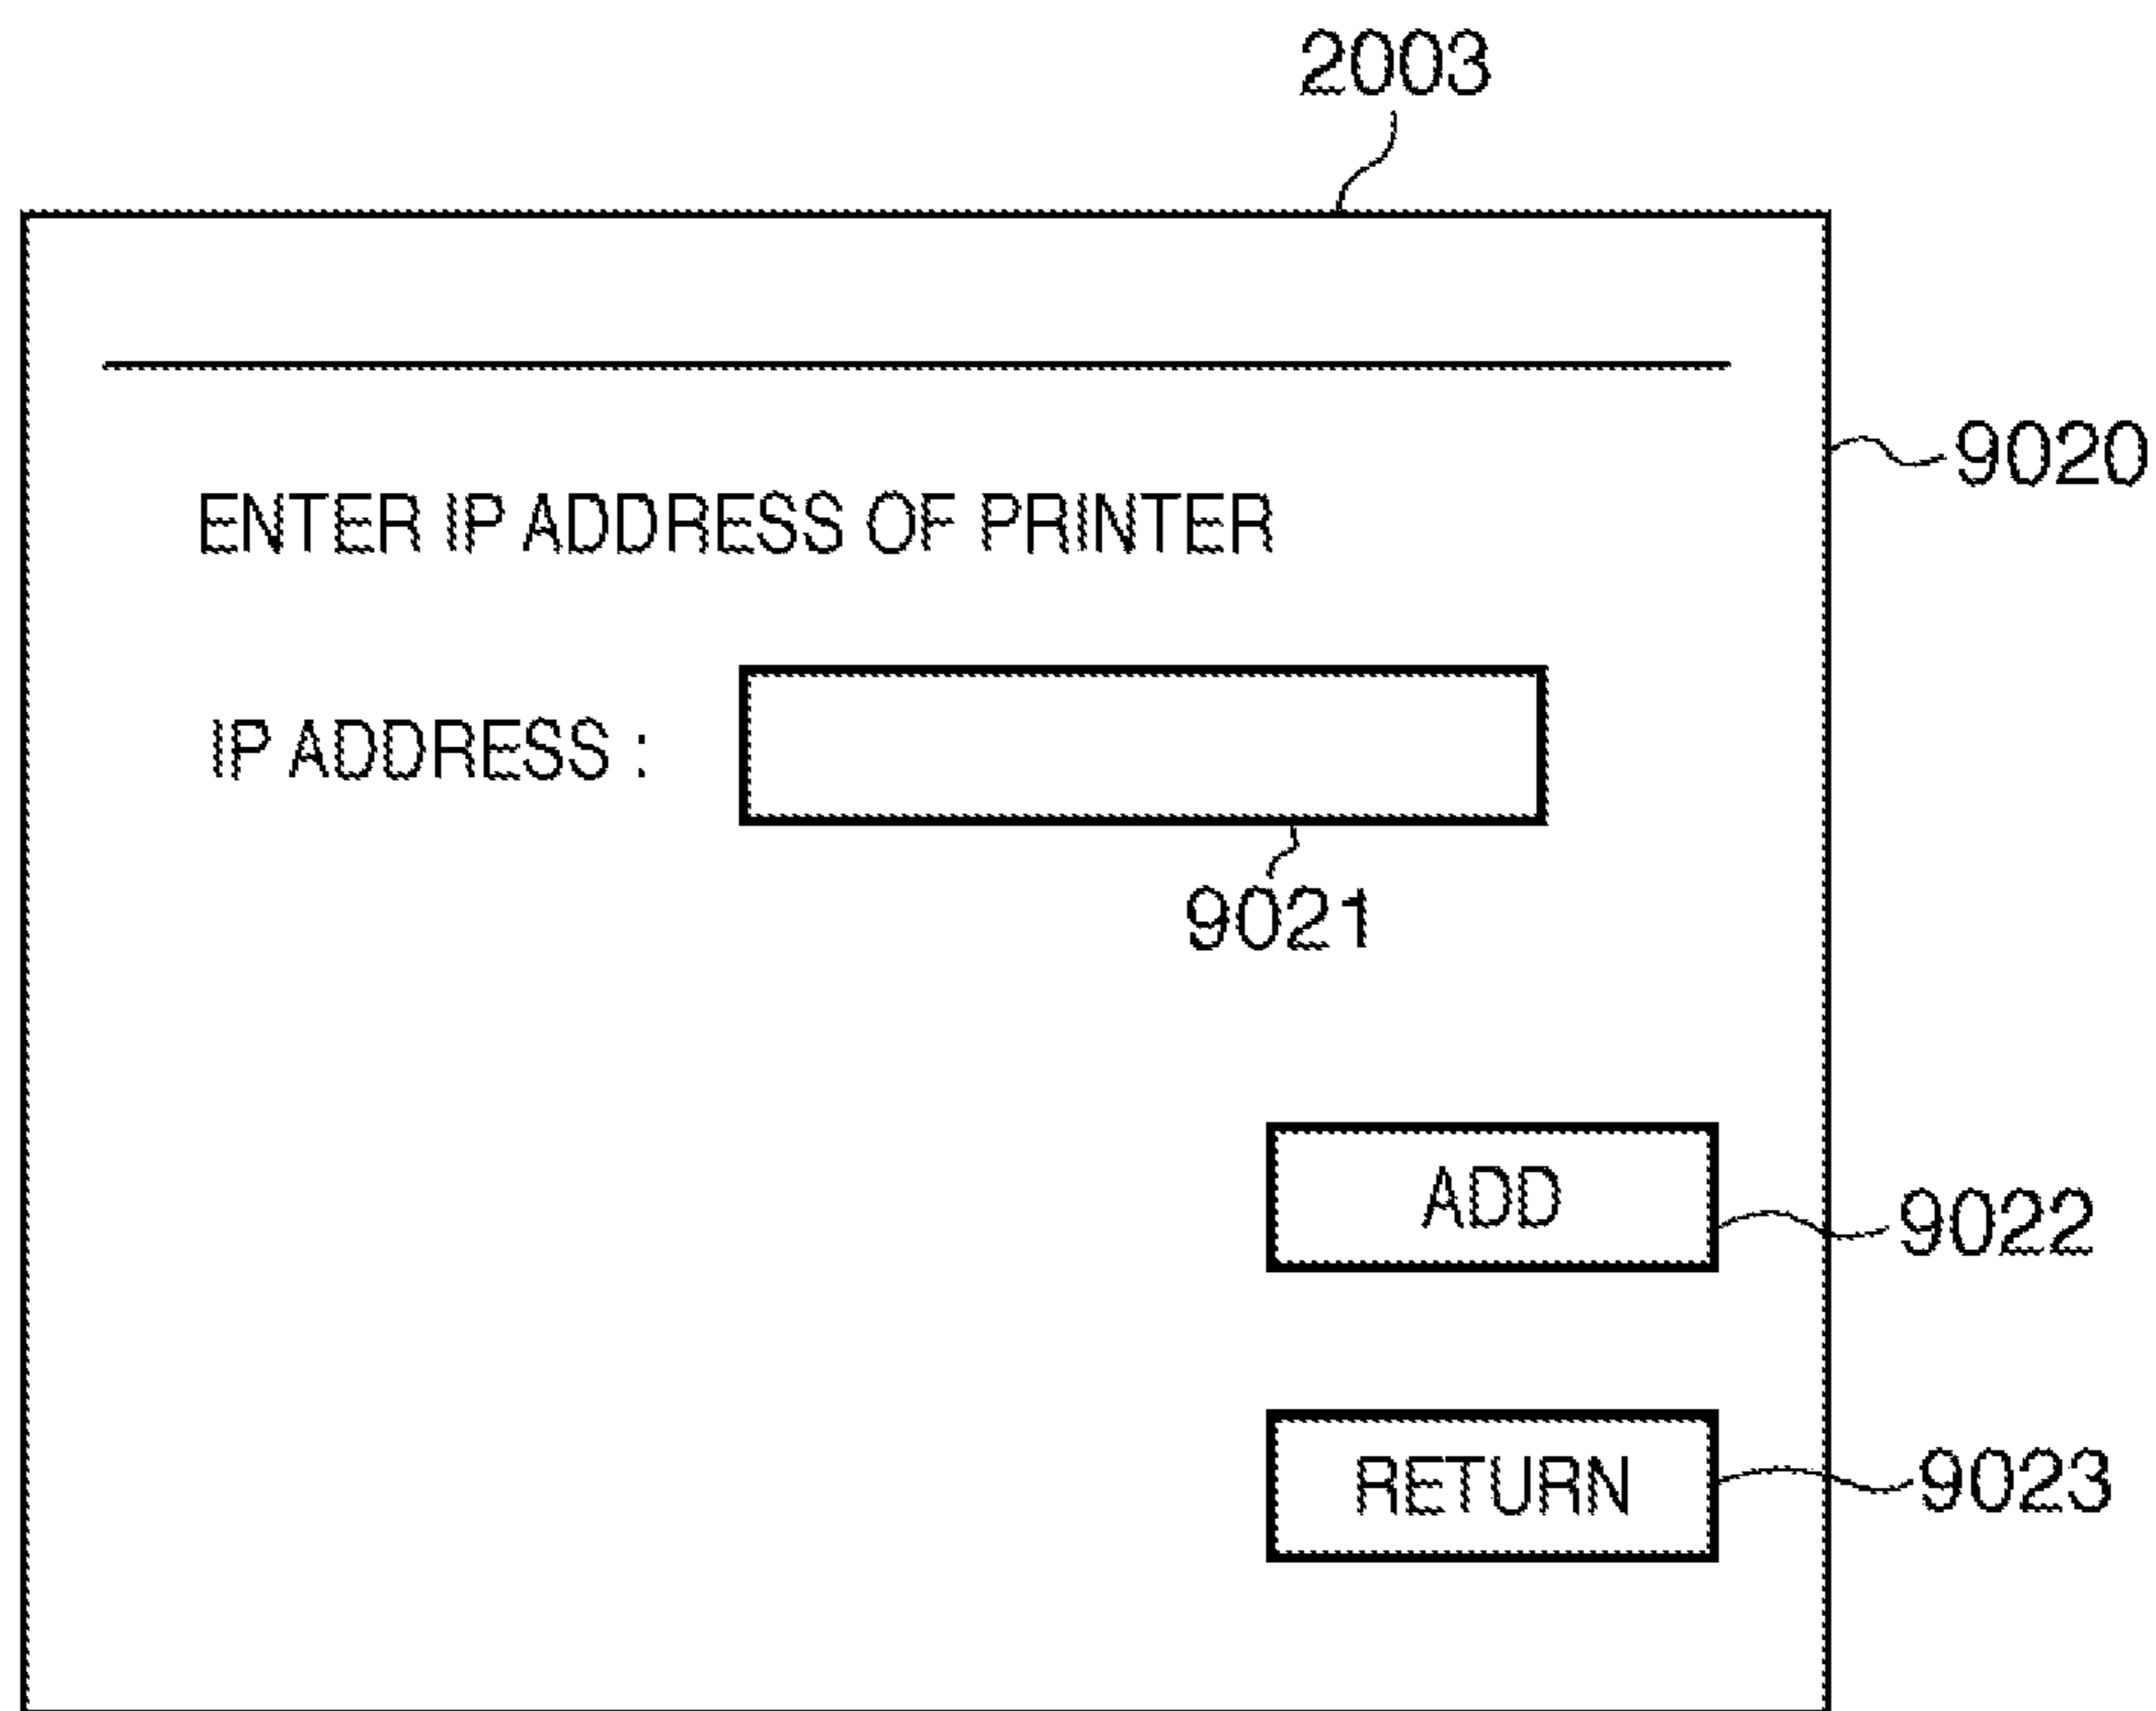 2003
9020
ENTER IP ADDRESS OF PRINTER
IP ADDRESS :
9021
ADD
9022
RETURN
9023